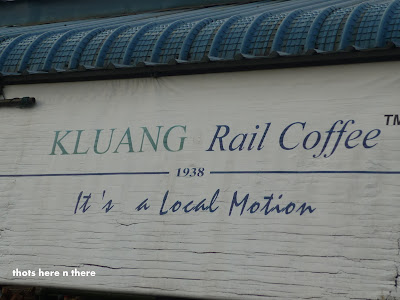 KLUANG Rail Coffee™
1938
It's a Local Motion
thots here n there